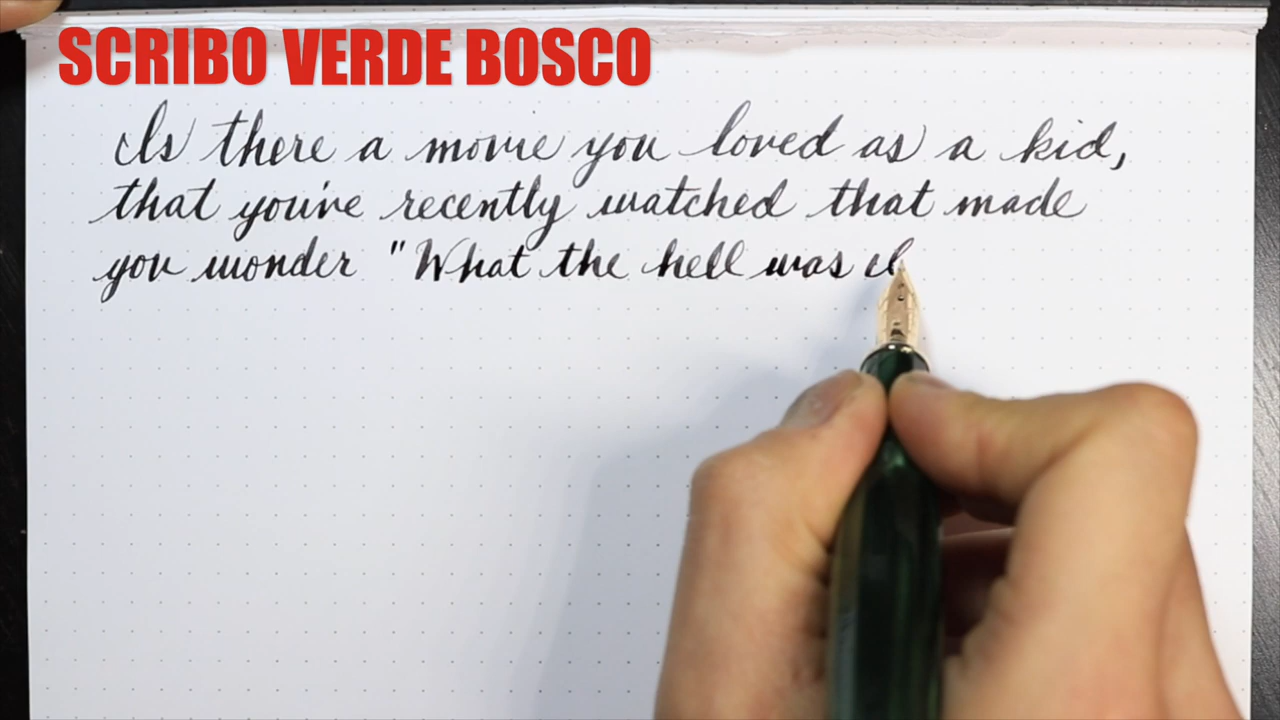 SCRIBO VERDE BOSCO
Is there a movie you loved as a kid,
that you've recently watched that made
you wonder "What the hell was I